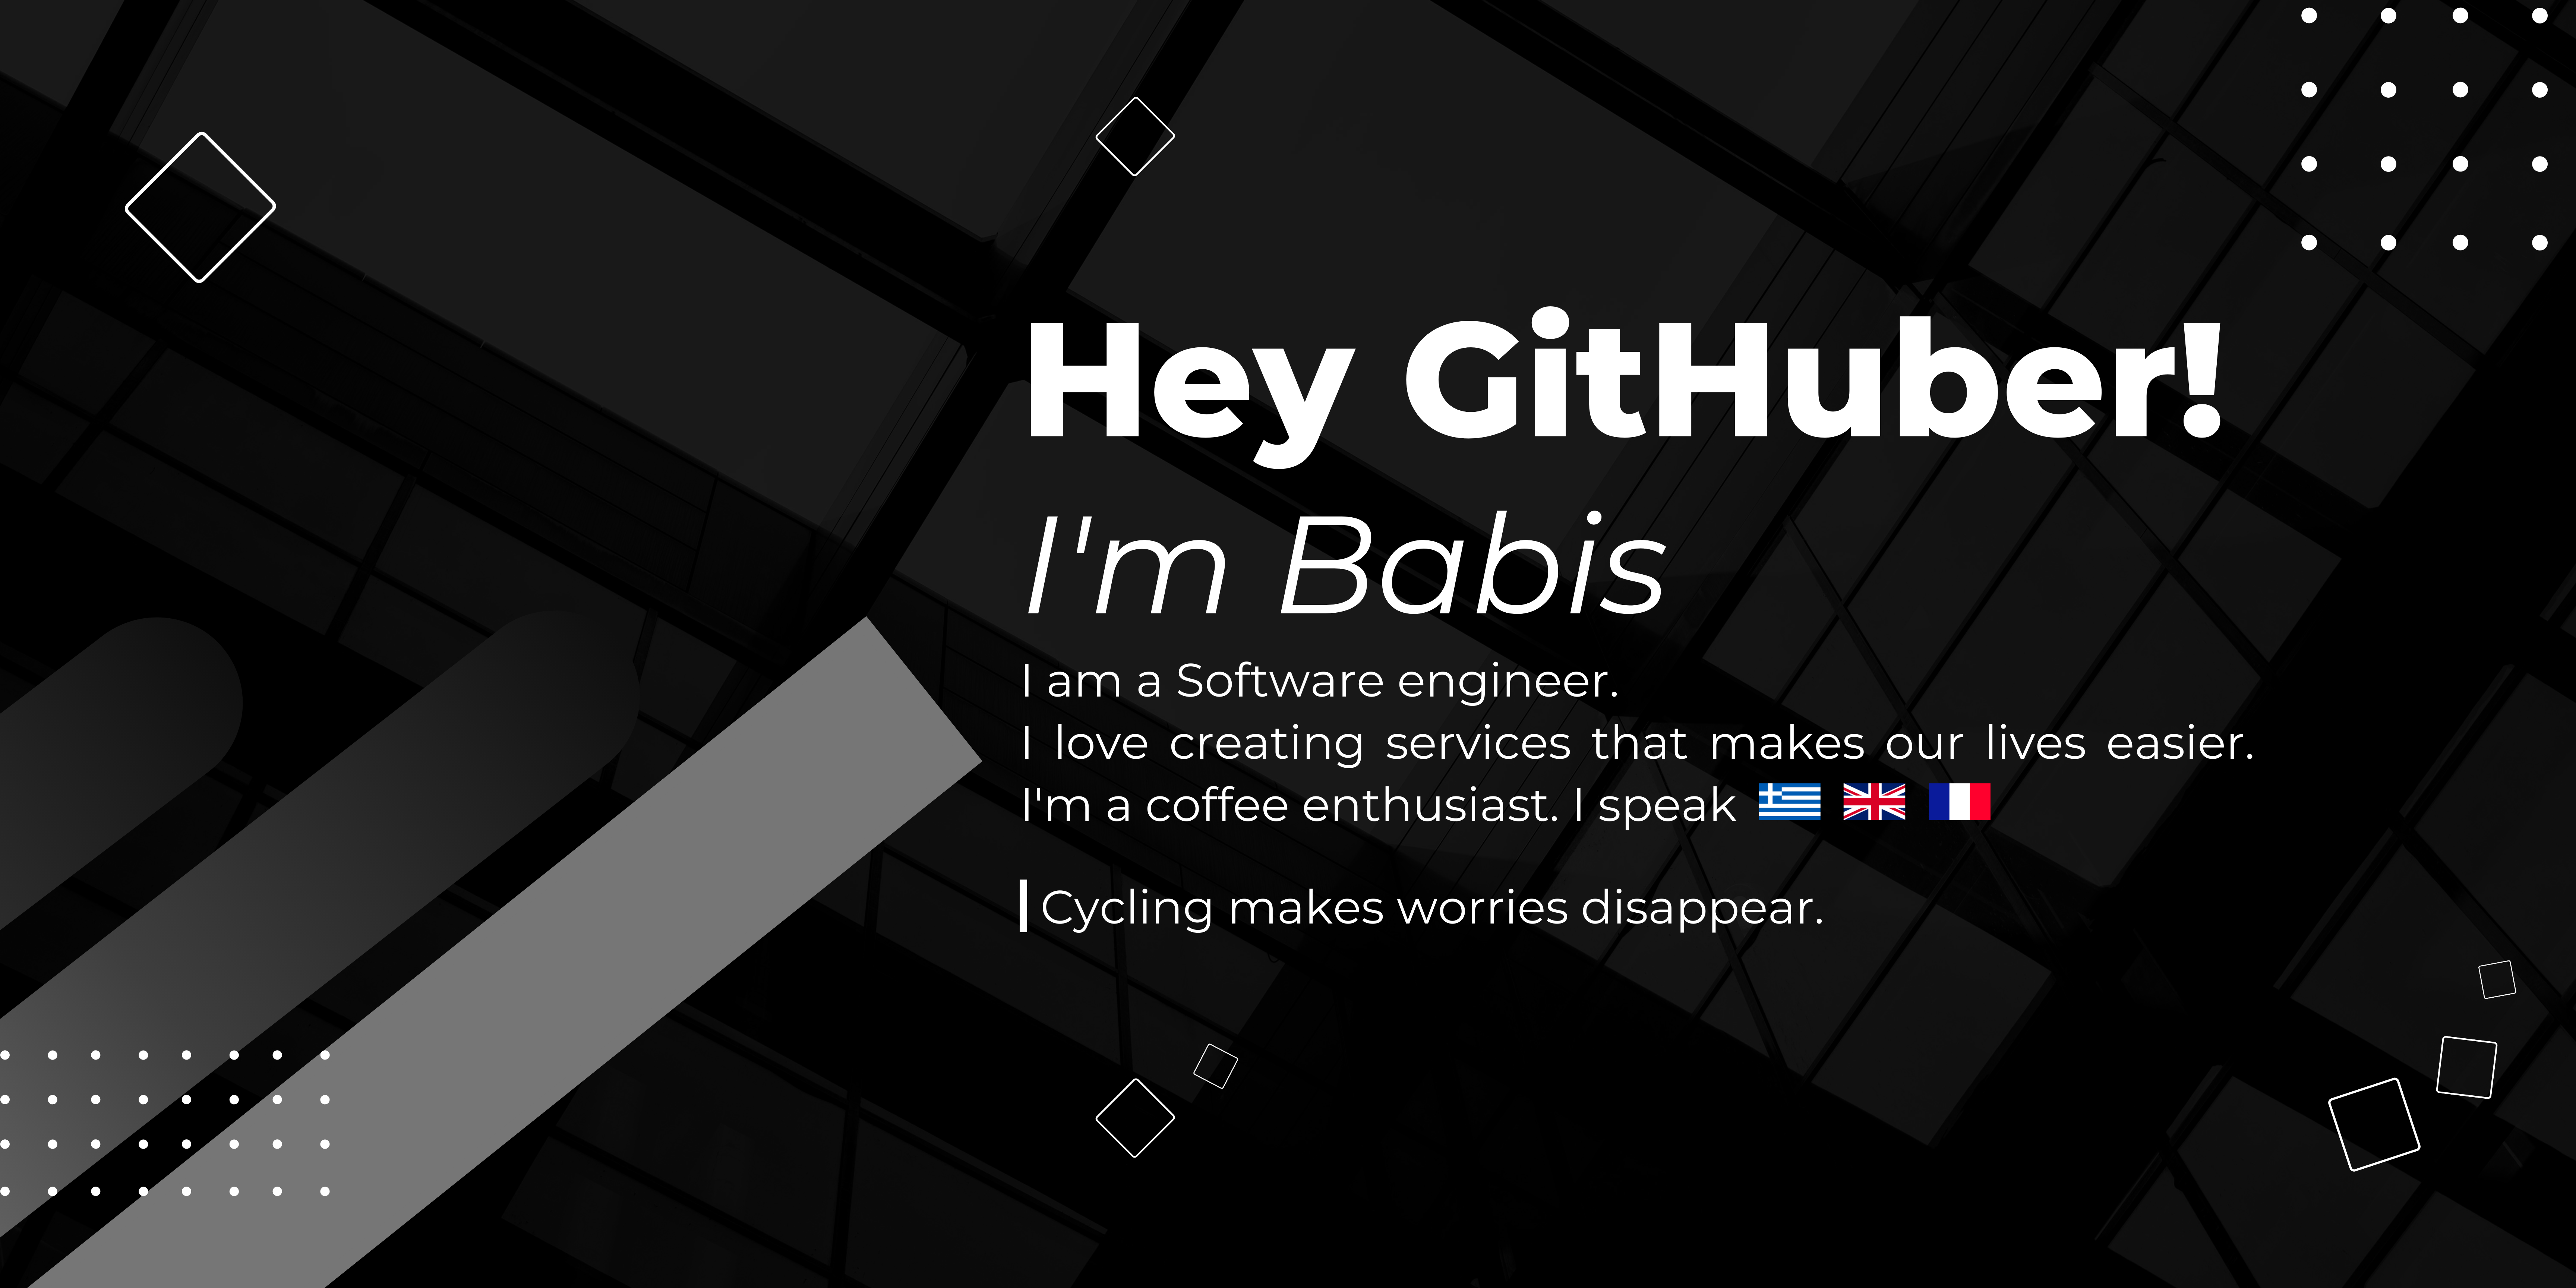 Hey GitHuber!
I'm Babis
I am a Software engineer.
I love creating services that makes our lives easier.
I'm a coffee enthusiast. I speak
Cycling makes worries disappear.